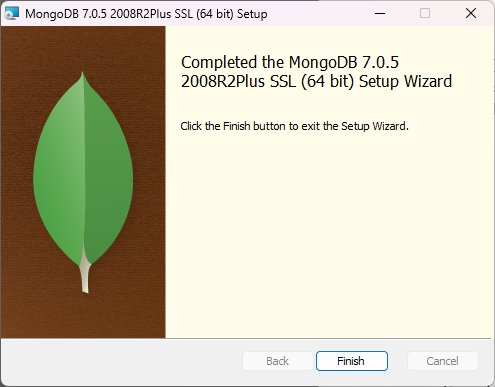 MongoDB 7.0.5 2008R2Plus SSL (64 bit) Setup
Completed the MongoDB 7.0.5
2008R2Plus SSL (64 bit) Setup Wizard
Click the Finish button to exit the Setup Wizard.
Back
Finish
Cancel